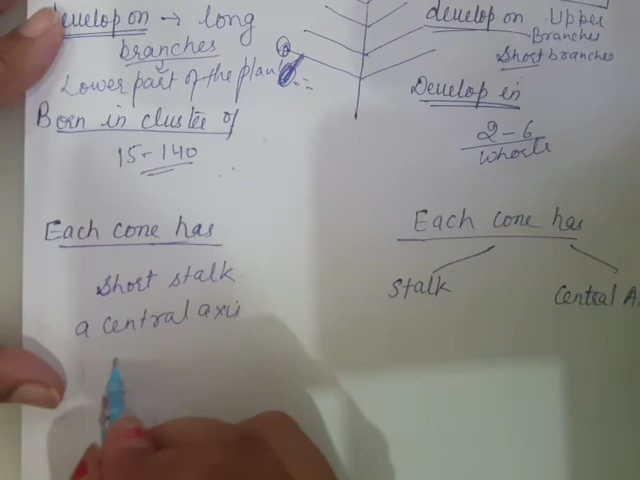 develop on → long
branches
Lower part of the plant
Born in cluster of
15-140
Each cone has
Short stalk
a central axis
develop on Upper
Branches
Short branches
Develop in
2-6
whorls
Each cone has
Stalk
Central A